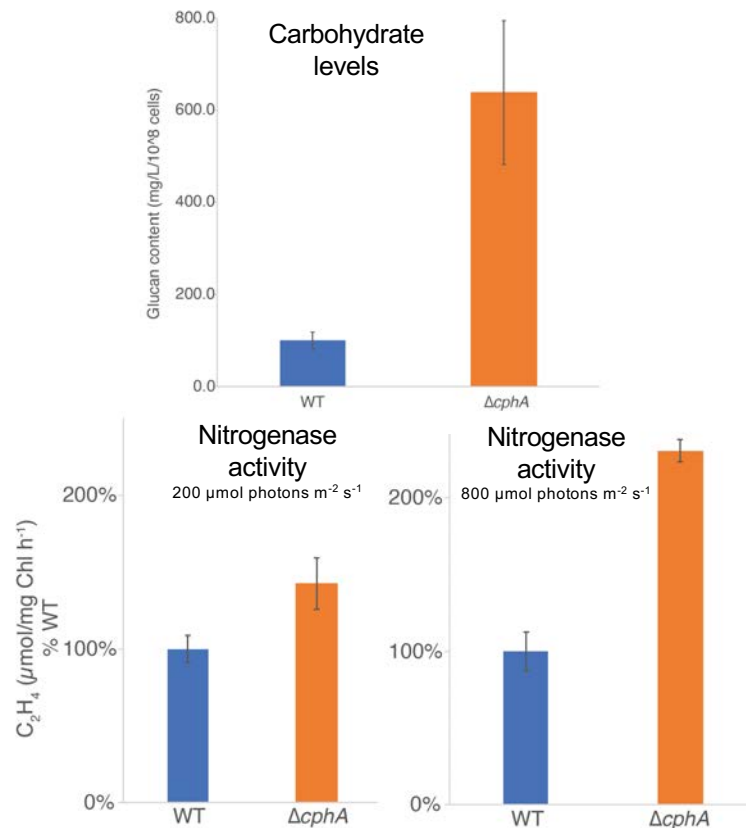 Carbohydrate
levels
Glucan content (mg/L/10^8 cells)
800.0
600.0
400.0
200.0
0.0
WT
ΔcphA
Nitrogenase
activity
200 μmol photons m⁻² s⁻¹
C₂H₄ (μmol/mg Chl h⁻¹)
% WT
200%
100%
0%
WT
ΔcphA
Nitrogenase
activity
800 μmol photons m⁻² s⁻¹
200%
100%
0%
WT
ΔcphA